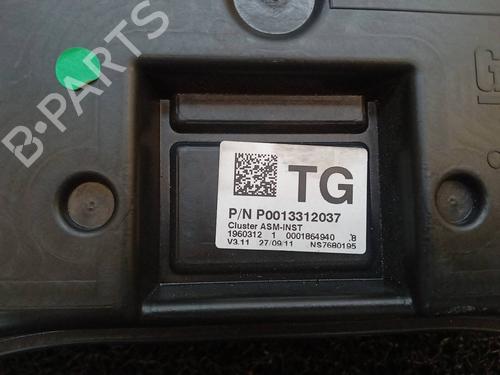 B-PARTS
TG
P/N P0013312037
Cluster ASM-INST
1960312 1 0001864940 B
V3.11 27/09/11 NS7680195